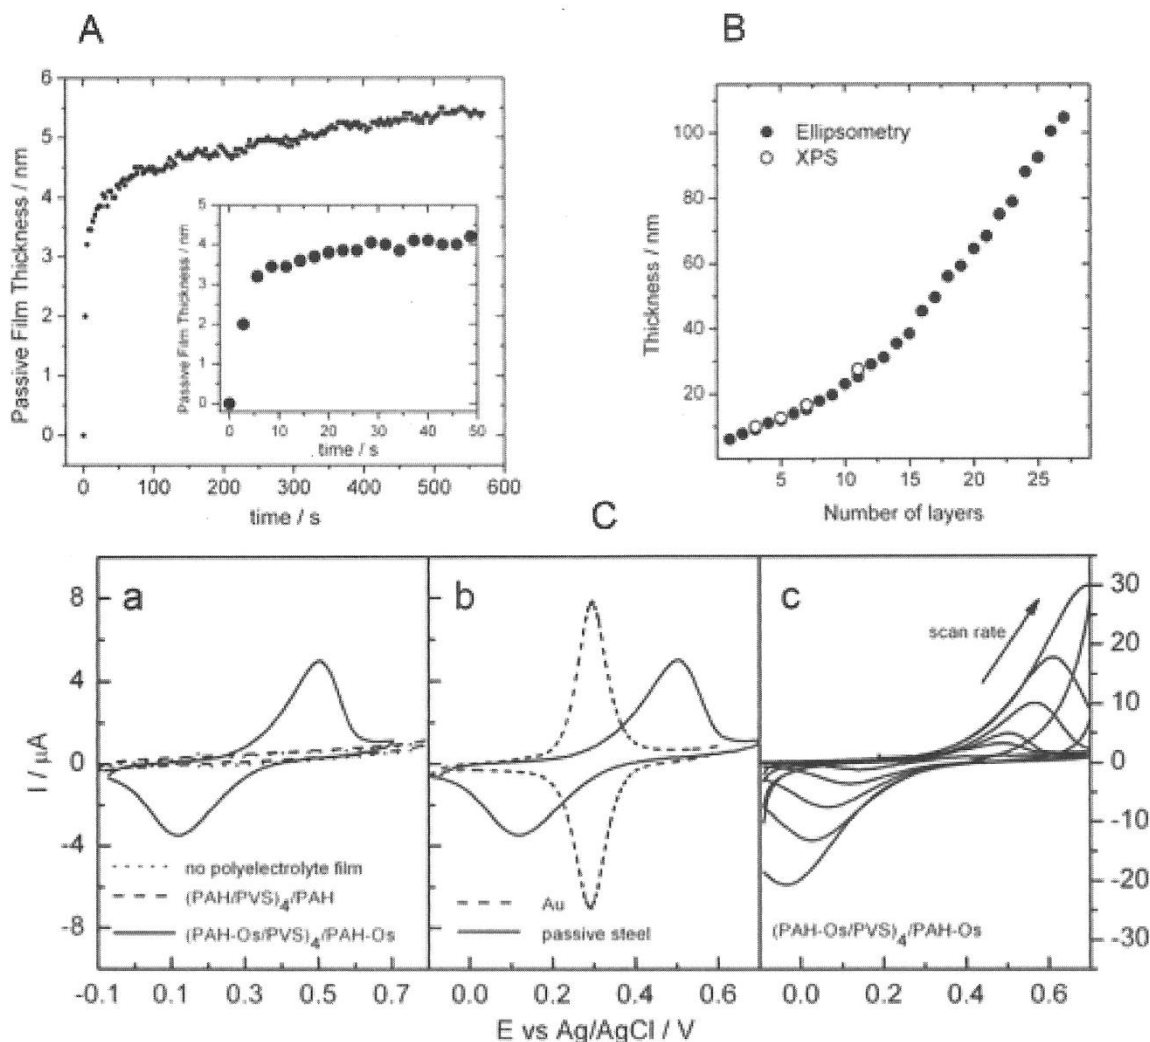 A
Passive Film Thickness / nm
6
5
4
3
2
1
0
0 100 200 300 400 500 600
time / s
Passive Film Thickness / nm
5
4
3
2
1
0
0 10 20 30 40 50
time / s
B
Ellipsometry
XPS
Thickness / nm
100
80
60
40
20
5 10 15 20 25
Number of layers
C
I / µA
8
4
0
-4
-8
a
no polyelectrolyte film
(PAH/PVS)4/PAH
(PAH-Os/PVS)4/PAH-Os
-0.1 0.1 0.3 0.5 0.7
b
Au
passive steel
0.0 0.2 0.4 0.6
c
scan rate
(PAH-Os/PVS)4/PAH-Os
30
20
10
0
-10
-20
-30
0.0 0.2 0.4 0.6
E vs Ag/AgCl / V